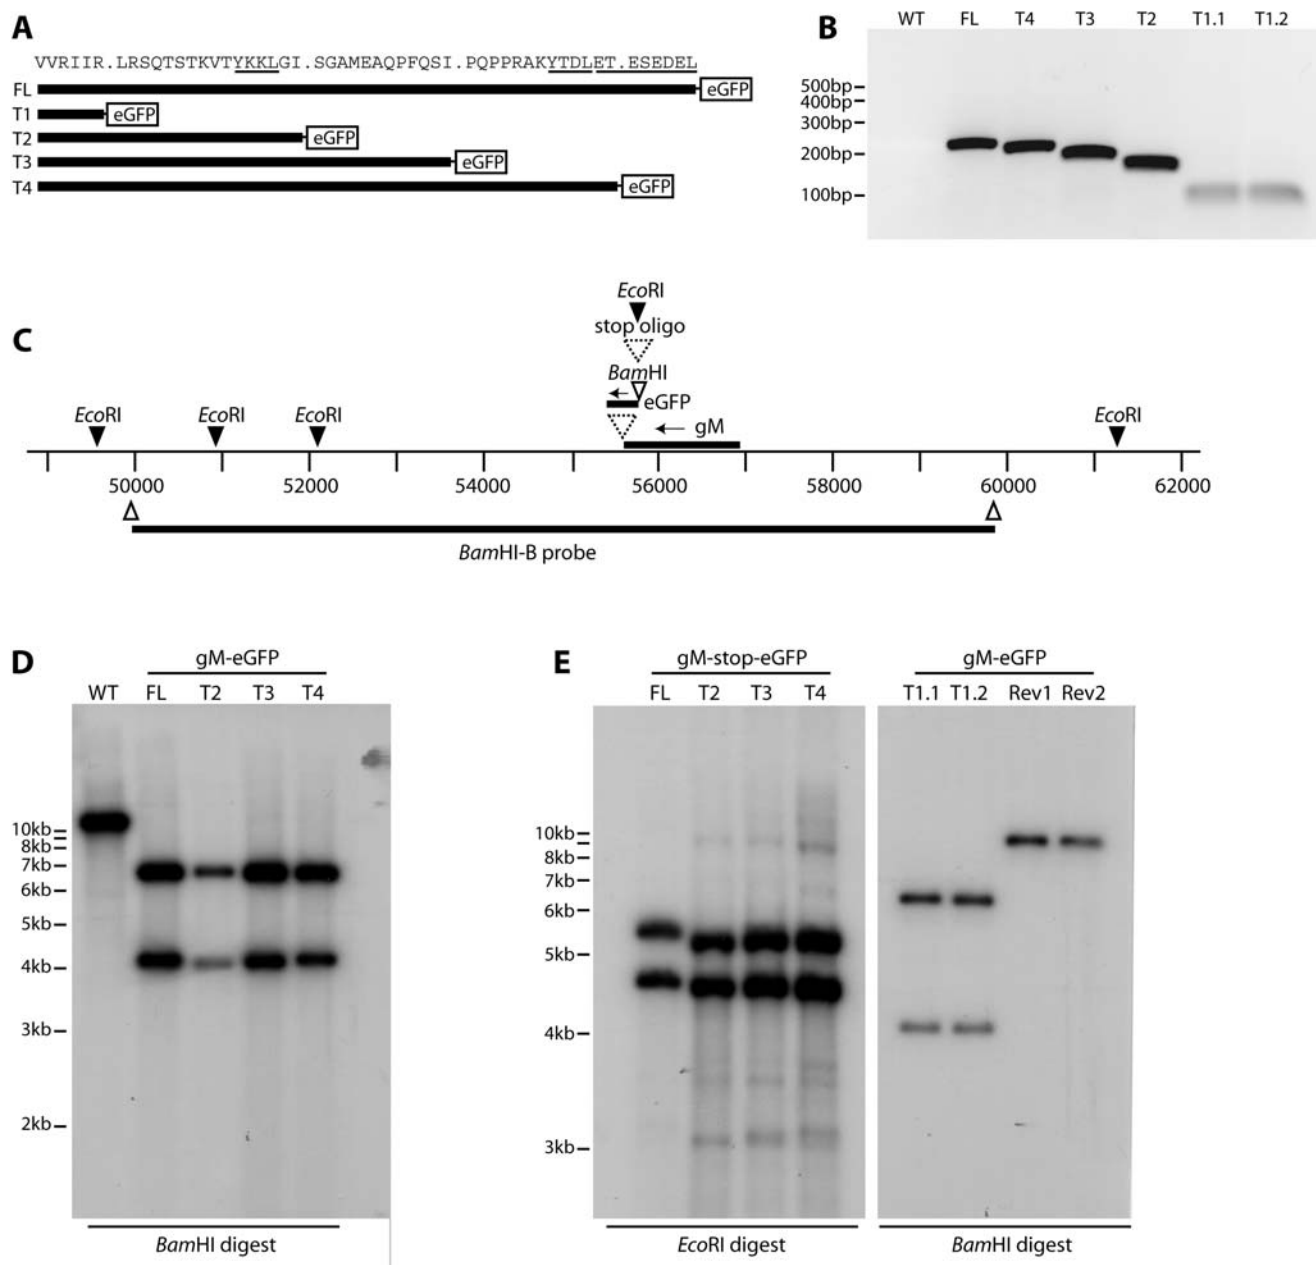 A
VVRIIR.LRSQTSTKVTYKKLGI.SGAMEAQPFQSI.PQPPRAKYTDLET.ESEDEL
FL eGFP
T1 eGFP
T2 eGFP
T3 eGFP
T4 eGFP
B
WT FL T4 T3 T2 T1.1 T1.2
500bp
400bp
300bp
200bp
100bp
C
EcoRI
stop oligo
BamHI
eGFP
EcoRI EcoRI EcoRI EcoRI
gM
50000 52000 54000 56000 58000 60000 62000
BamHI-B probe
D
gM-eGFP
WT FL T2 T3 T4
10kb
8kb
7kb
6kb
5kb
4kb
3kb
2kb
BamHI digest
E
gM-stop-eGFP gM-eGFP
FL T2 T3 T4 T1.1 T1.2 Rev1 Rev2
10kb
8kb
7kb
6kb
5kb
4kb
3kb
EcoRI digest BamHI digest